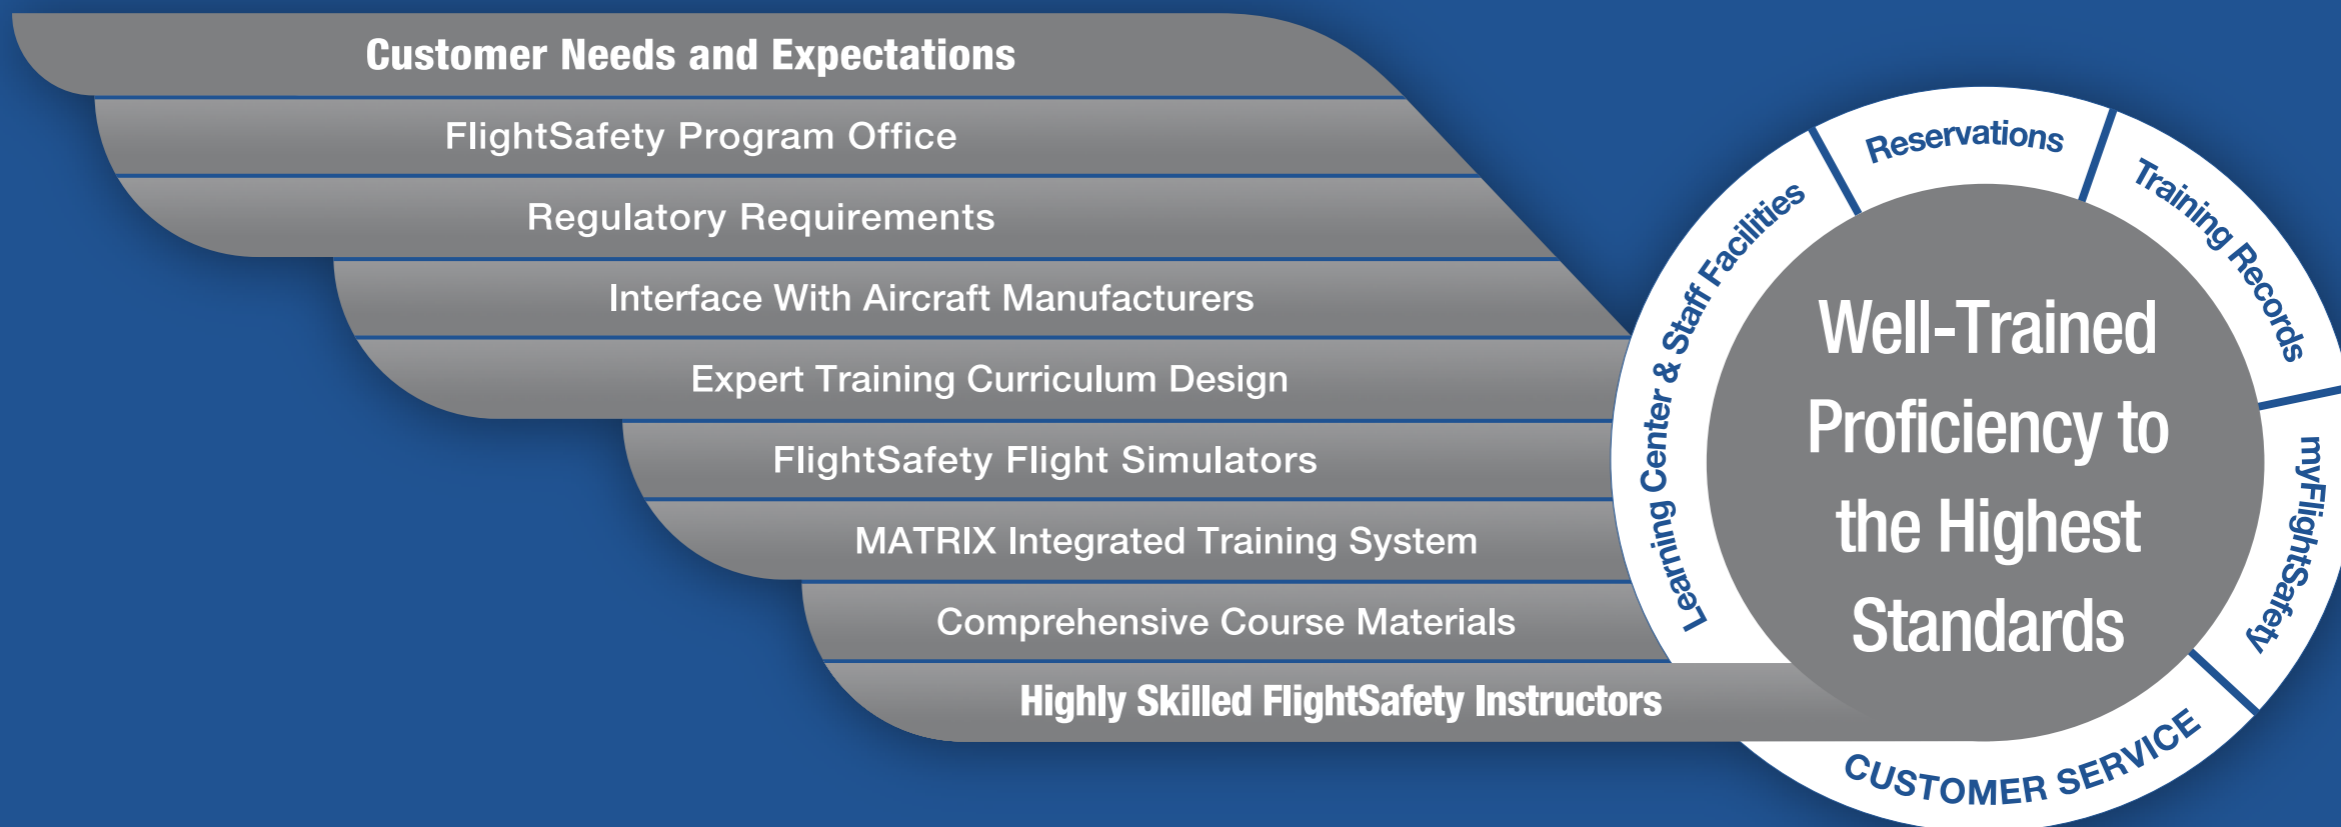 Customer Needs and Expectations
FlightSafety Program Office
Regulatory Requirements
Interface With Aircraft Manufacturers
Expert Training Curriculum Design
FlightSafety Flight Simulators
MATRIX Integrated Training System
Comprehensive Course Materials
Highly Skilled FlightSafety Instructors
Learning Center & Staff Facilities
Reservations
Training Records
myFlightSafety
CUSTOMER SERVICE
Well-Trained
Proficiency to
the Highest
Standards